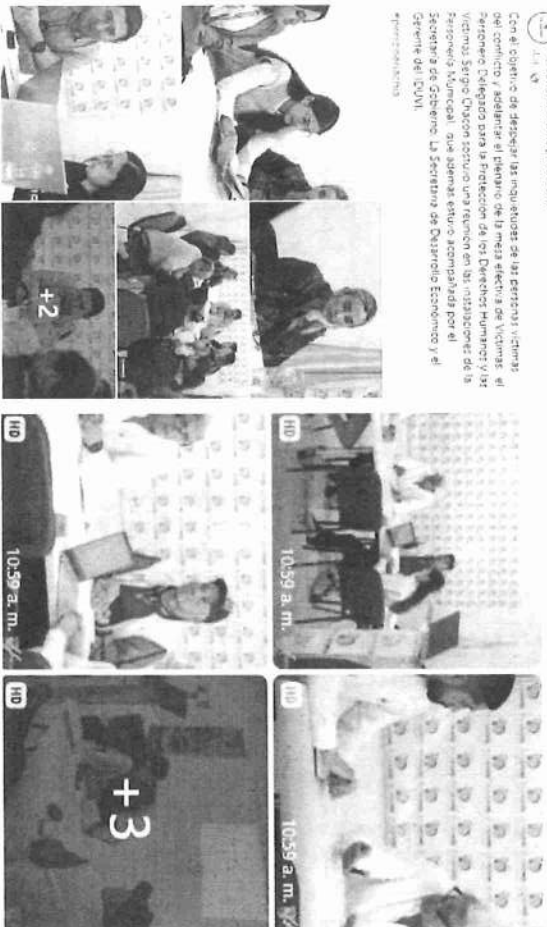 Con el objetivo de despejar las inquietudes de las personas víctimas
del conflicto y adelantar el plenario de la mesa efectiva de Víctimas, el
Personero Delegado para la Protección de los Derechos Humanos y las
Víctimas Sergio Chacón sostuvo una reunión en las instalaciones de la
Personería Municipal, que además estuvo acompañada por el
Secretaria de Gobierno, La Secretaria de Desarrollo Económico y el
Gerente del IDUVI.
+2
HD
10:59 a. m.
HD
10:59 a. m.
HD
10:59 a. m.
HD
+3